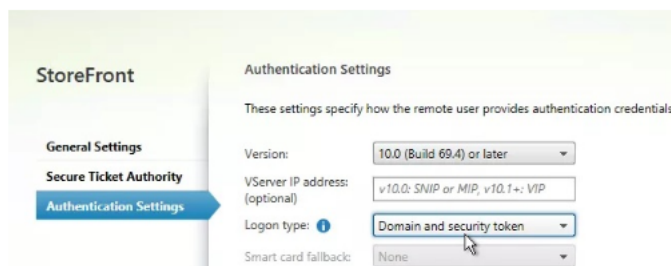 StoreFront
Authentication Settings
These settings specify how the remote user provides authentication credentials
General Settings
Secure Ticket Authority
Authentication Settings
Version:
10.0 (Build 69.4) or later
VServer IP address:
(optional)
v10.0: SNIP or MIP, v10.1+: VIP
Logon type:
Domain and security token
Smart card fallback:
None